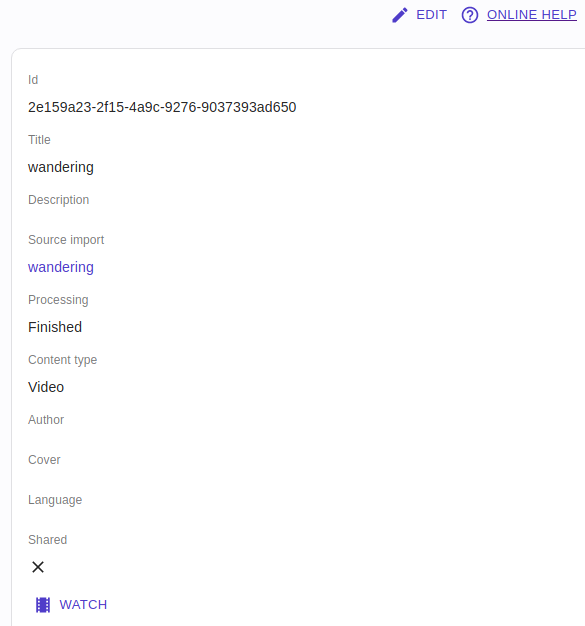 EDIT ONLINE HELP
Id
2e159a23-2f15-4a9c-9276-9037393ad650
Title
wandering
Description
Source import
wandering
Processing
Finished
Content type
Video
Author
Cover
Language
Shared
WATCH